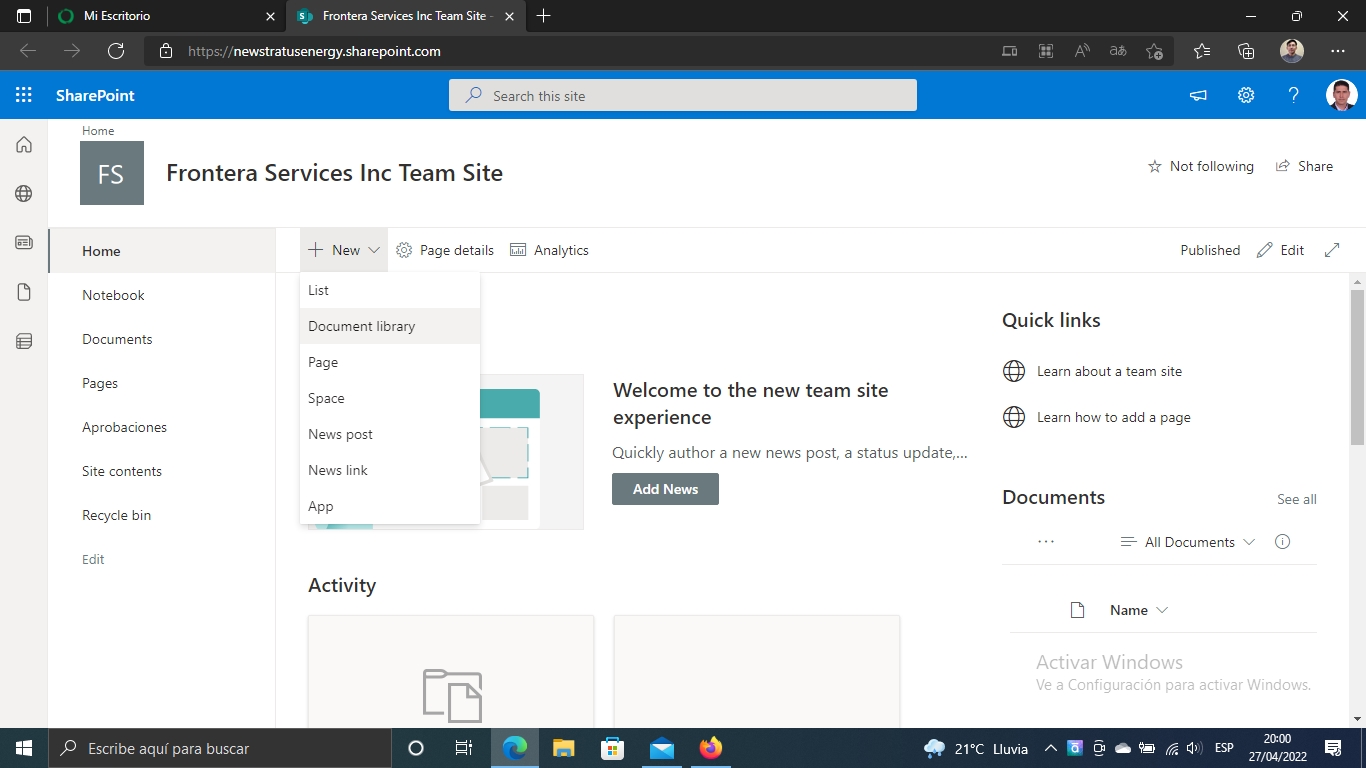 Mi Escritorio
Frontera Services Inc Team Site -
https://newstratusenergy.sharepoint.com
SharePoint
Search this site
Home
FS
Frontera Services Inc Team Site
Not following
Share
Home
New
Page details
Analytics
Published
Edit
Notebook
Documents
Pages
Aprobaciones
Site contents
Recycle bin
Edit
List
Document library
Page
Space
News post
News link
App
Welcome to the new team site
experience
Quickly author a new news post, a status update,...
Add News
Activity
Quick links
Learn about a team site
Learn how to add a page
Documents
See all
All Documents
Name
Activar Windows
Ve a Configuración para activar Windows.
Escribe aquí para buscar
21°C Lluvia
ESP
20:00
27/04/2022